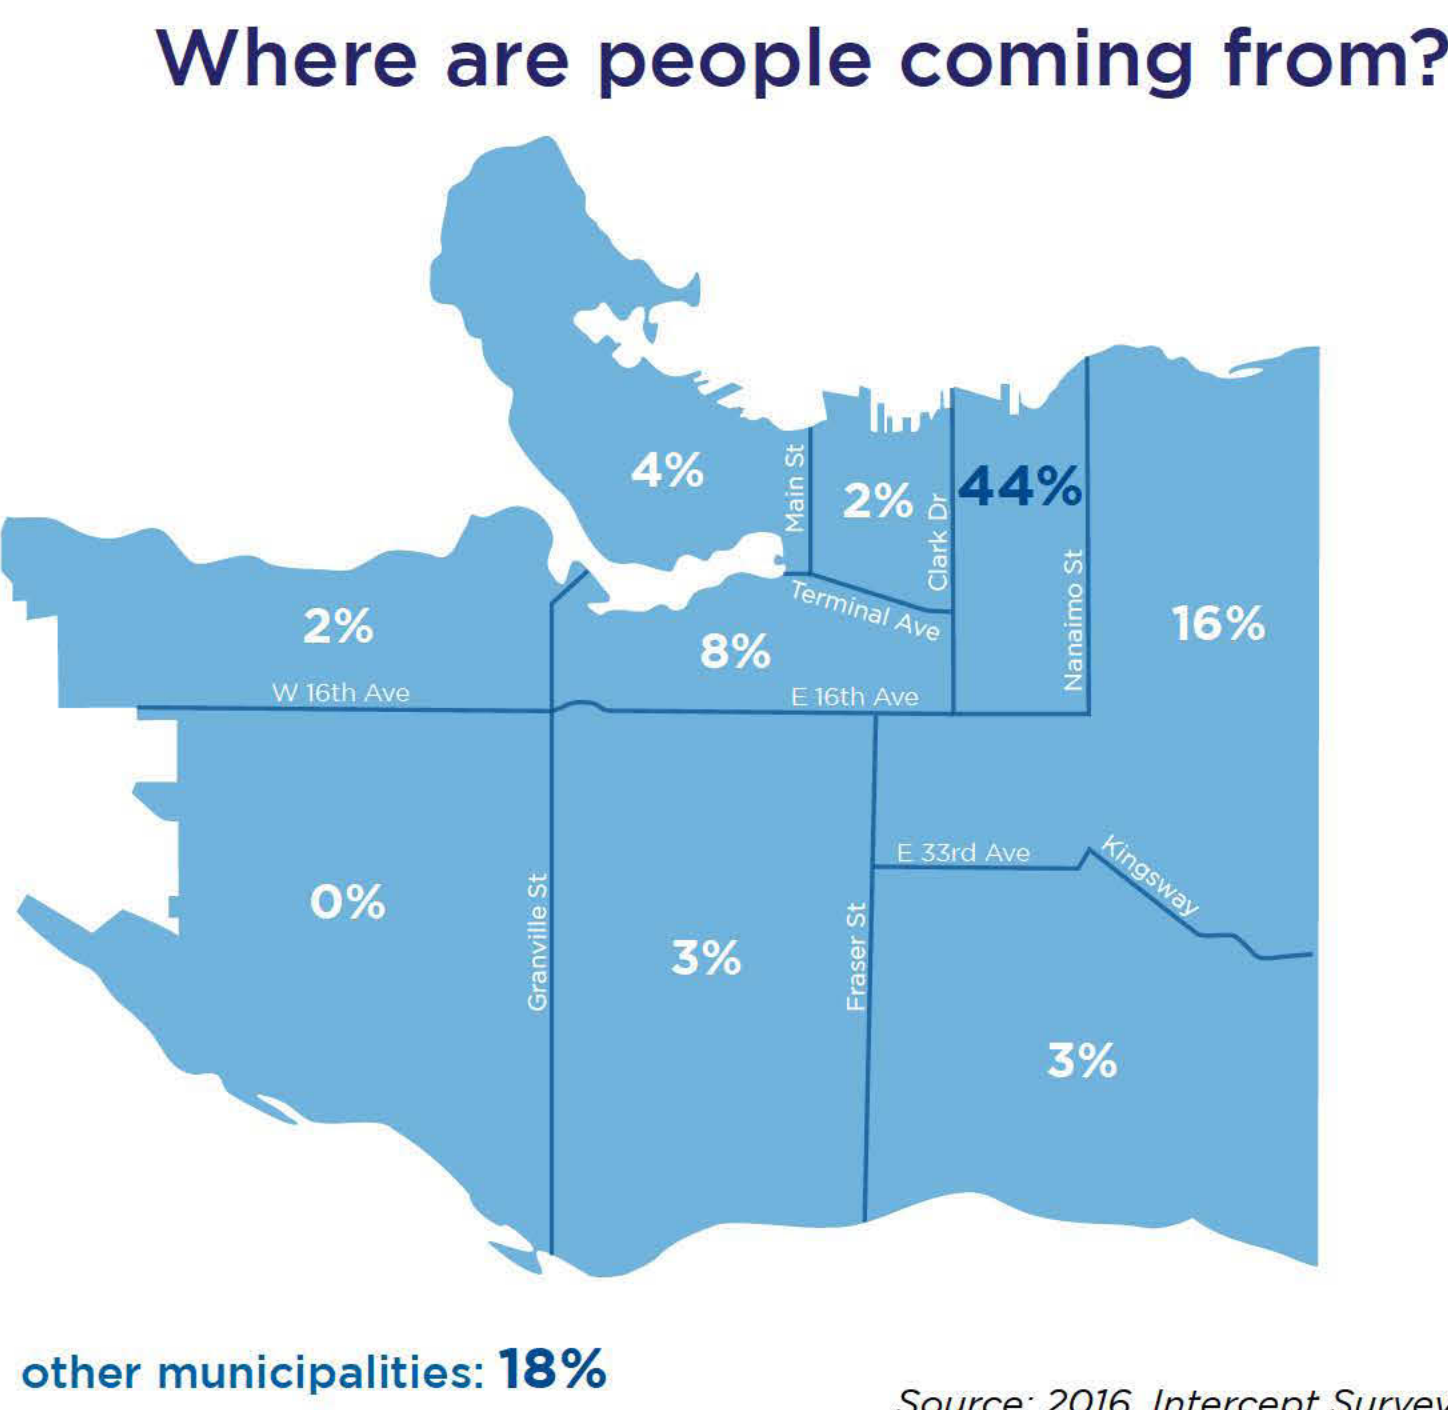 Where are people coming from?
4%
Main St
2%
Clark Dr
44%
Nanaimo St
16%
Terminal Ave
2%
8%
W 16th Ave
E 16th Ave
0%
Granville St
3%
Fraser St
E 33rd Ave
Kingsway
3%
other municipalities: 18%
Source: 2016, Intercept Survey